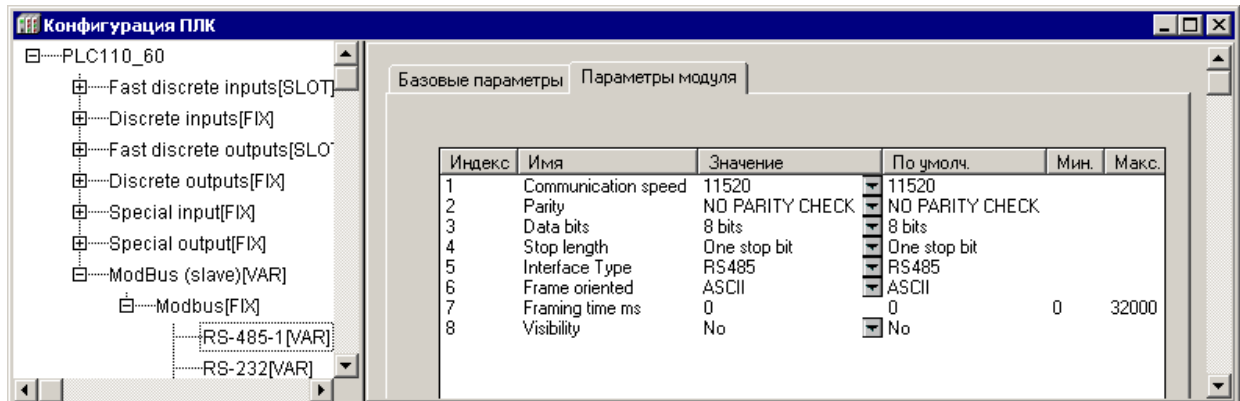 Конфигурация ПЛК
PLC110_60
Fast discrete inputs[SLOT]
Discrete inputs[FIX]
Fast discrete outputs[SLO
Discrete outputs[FIX]
Special input[FIX]
Special output[FIX]
ModBus (slave)[VAR]
Modbus[FIX]
RS-485-1[VAR]
RS-232[VAR]
Базовые параметры Параметры модуля
Индекс Имя Значение По умолч. Мин. Макс.
1 Communication speed 11520 11520
2 Parity NO PARITY CHECK NO PARITY CHECK
3 Data bits 8 bits 8 bits
4 Stop length One stop bit One stop bit
5 Interface Type RS485 RS485
6 Frame oriented ASCII ASCII
7 Framing time ms 0 0 0 32000
8 Visibility No No